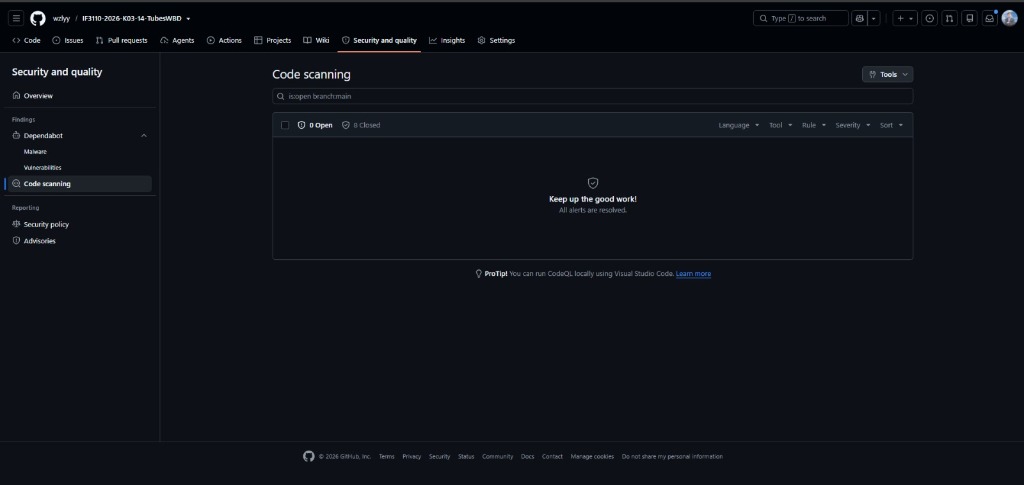 wzlyy / IF3110-2026-K03-14-TubesWBD
Type / to search
Code Issues Pull requests Agents Actions Projects Wiki Security and quality Insights Settings
Security and quality
Overview
Findings
Dependabot
Malware
Vulnerabilities
Code scanning
Reporting
Security policy
Advisories
Code scanning
Tools
is:open branch:main
0 Open 8 Closed
Language Tool Rule Severity Sort
Keep up the good work!
All alerts are resolved.
ProTip! You can run CodeQL locally using Visual Studio Code. Learn more
© 2026 GitHub, Inc. Terms Privacy Security Status Community Docs Contact Manage cookies Do not share my personal information